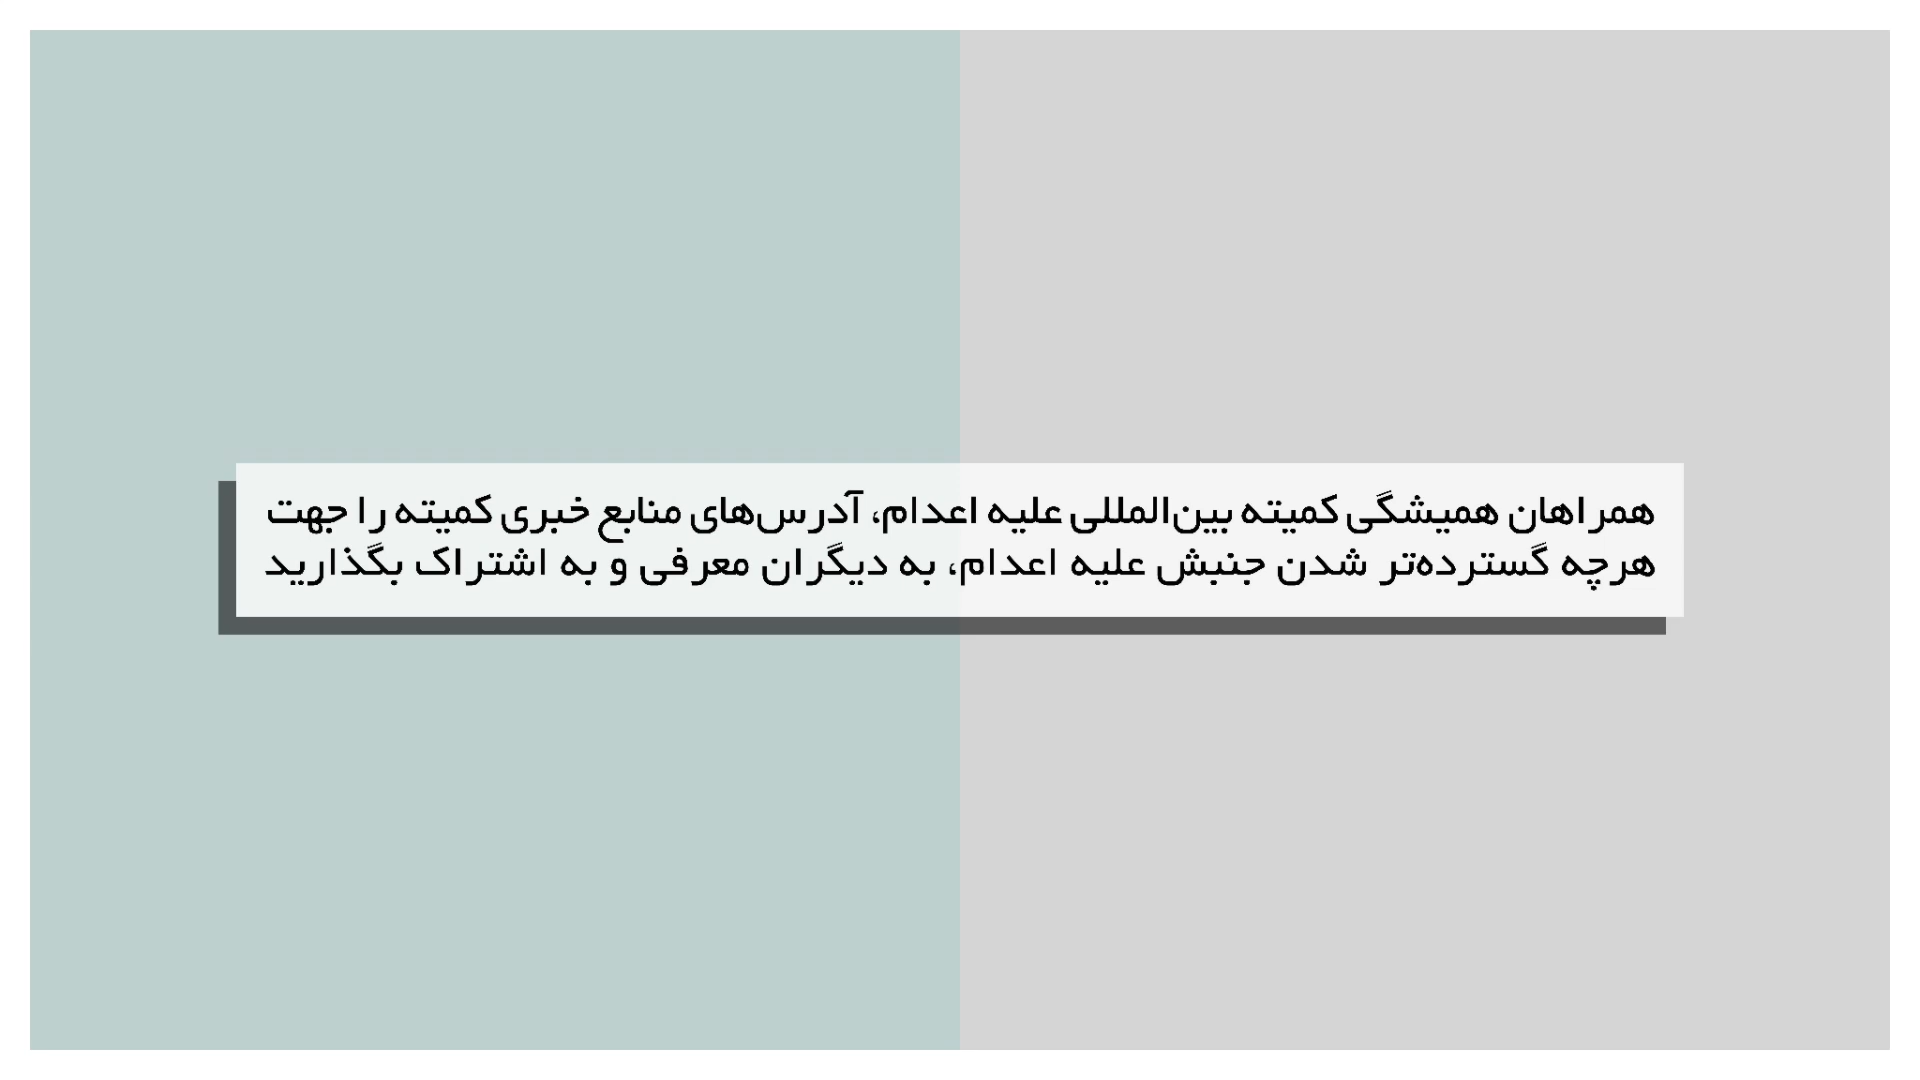 همراهان همیشگی کمیته بین‌المللی علیه اعدام، آدرس‌های منابع خبری کمیته را جهت
هرچه گسترده‌تر شدن جنبش علیه اعدام، به دیگران معرفی و به اشتراک بگذارید